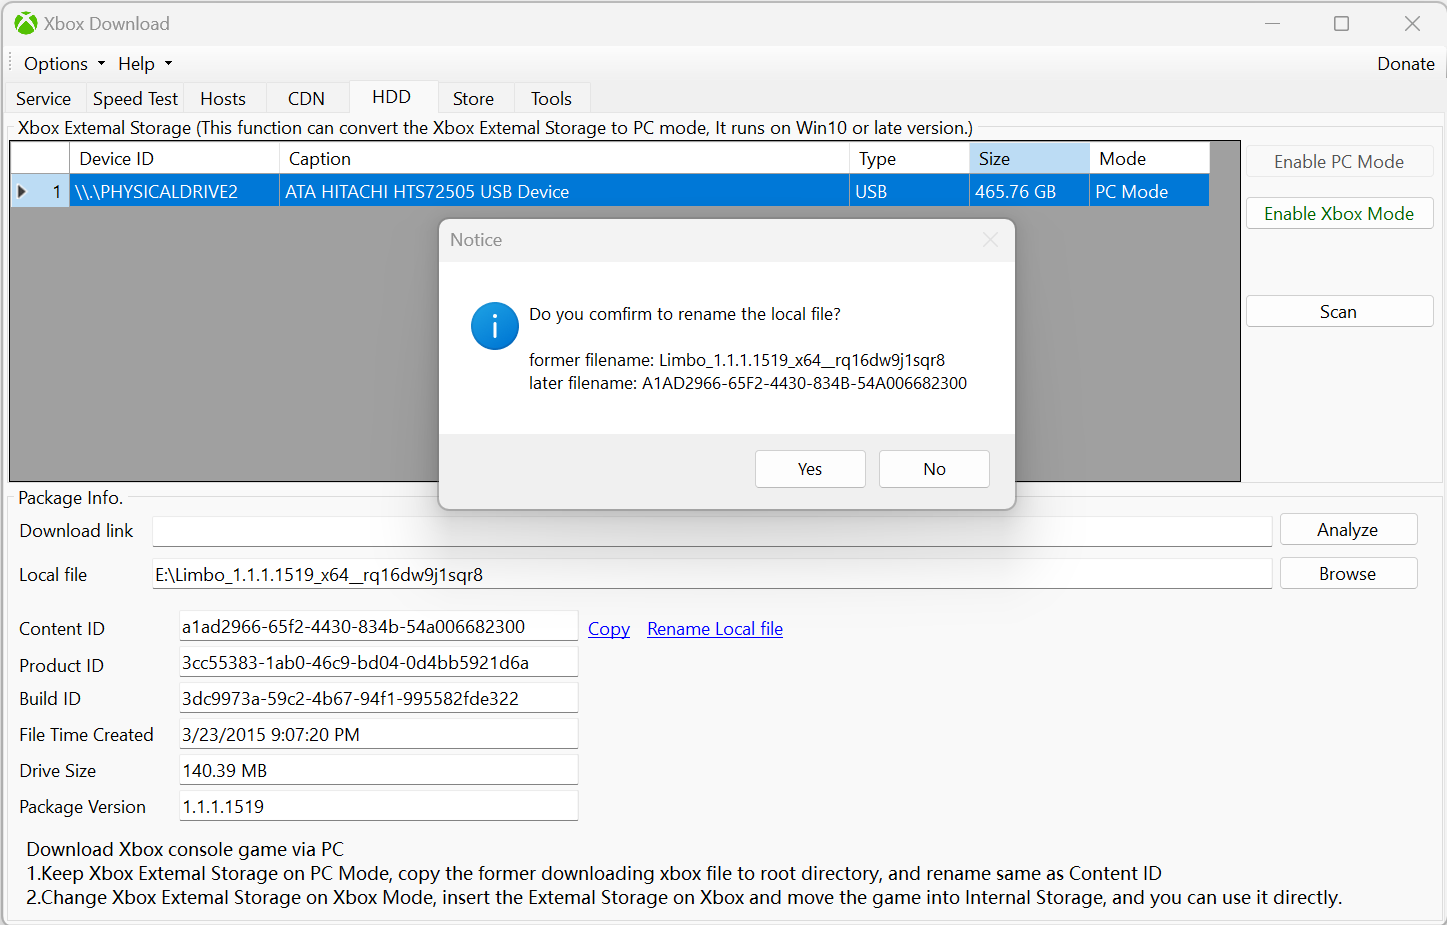 Xbox Download
Options Help Donate
Service Speed Test Hosts CDN HDD Store Tools
Xbox Extemal Storage (This function can convert the Xbox Extemal Storage to PC mode, It runs on Win10 or late version.)
Device ID Caption Type Size Mode
1 \\.\PHYSICALDRIVE2 ATA HITACHI HTS72505 USB Device USB 465.76 GB PC Mode
Enable PC Mode
Enable Xbox Mode
Scan
Notice
Do you comfirm to rename the local file?
former filename: Limbo_1.1.1.1519_x64__rq16dw9j1sqr8
later filename: A1AD2966-65F2-4430-834B-54A006682300
Yes No
Package Info.
Download link Analyze
Local file E:\Limbo_1.1.1.1519_x64__rq16dw9j1sqr8 Browse
Content ID a1ad2966-65f2-4430-834b-54a006682300 Copy Rename Local file
Product ID 3cc55383-1ab0-46c9-bd04-0d4bb5921d6a
Build ID 3dc9973a-59c2-4b67-94f1-995582fde322
File Time Created 3/23/2015 9:07:20 PM
Drive Size 140.39 MB
Package Version 1.1.1.1519
Download Xbox console game via PC
1.Keep Xbox Extemal Storage on PC Mode, copy the former downloading xbox file to root directory, and rename same as Content ID
2.Change Xbox Extemal Storage on Xbox Mode, insert the Extemal Storage on Xbox and move the game into Internal Storage, and you can use it directly.